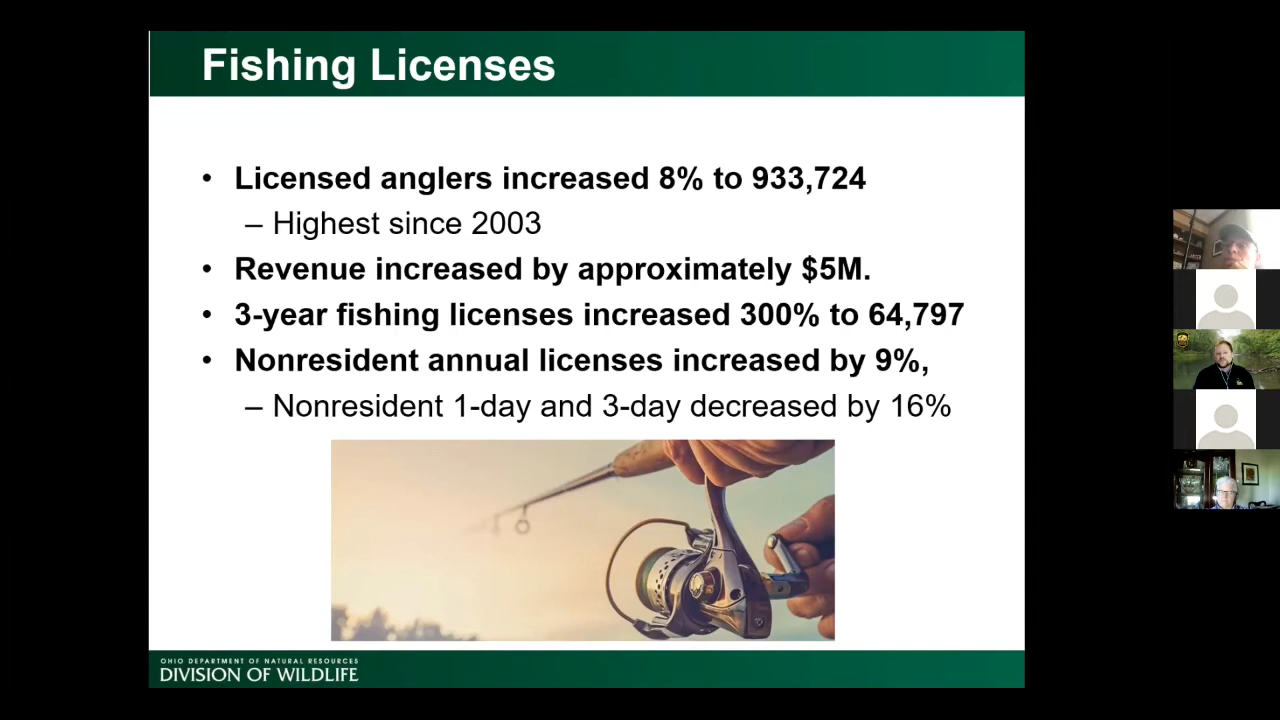 Fishing Licenses
• Licensed anglers increased 8% to 933,724
– Highest since 2003
• Revenue increased by approximately $5M.
• 3-year fishing licenses increased 300% to 64,797
• Nonresident annual licenses increased by 9%,
– Nonresident 1-day and 3-day decreased by 16%
OHIO DEPARTMENT OF NATURAL RESOURCES
DIVISION OF WILDLIFE